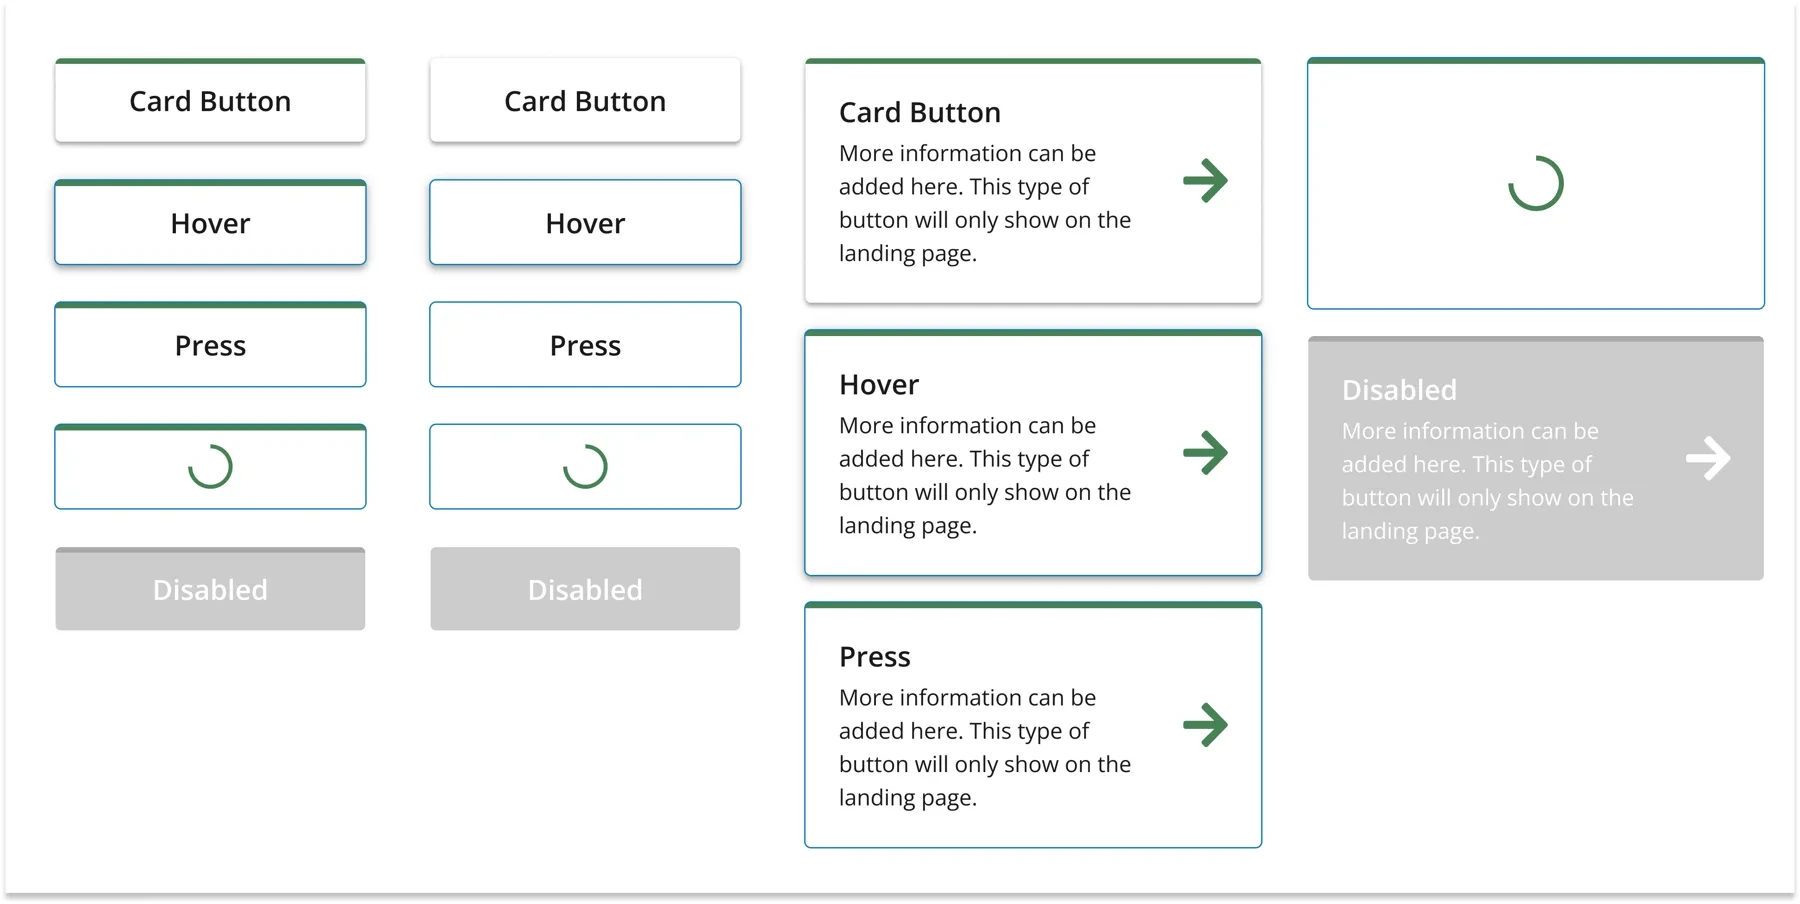 Card Button
Hover
Press
Disabled
Card Button
Hover
Press
Disabled
Card Button
More information can be
added here. This type of
button will only show on the
landing page.
Hover
More information can be
added here. This type of
button will only show on the
landing page.
Press
More information can be
added here. This type of
button will only show on the
landing page.
Disabled
More information can be
added here. This type of
button will only show on the
landing page.